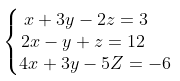 x + 3y − 2z = 3
2x − y + z = 12
4x + 3y − 5Z = −6